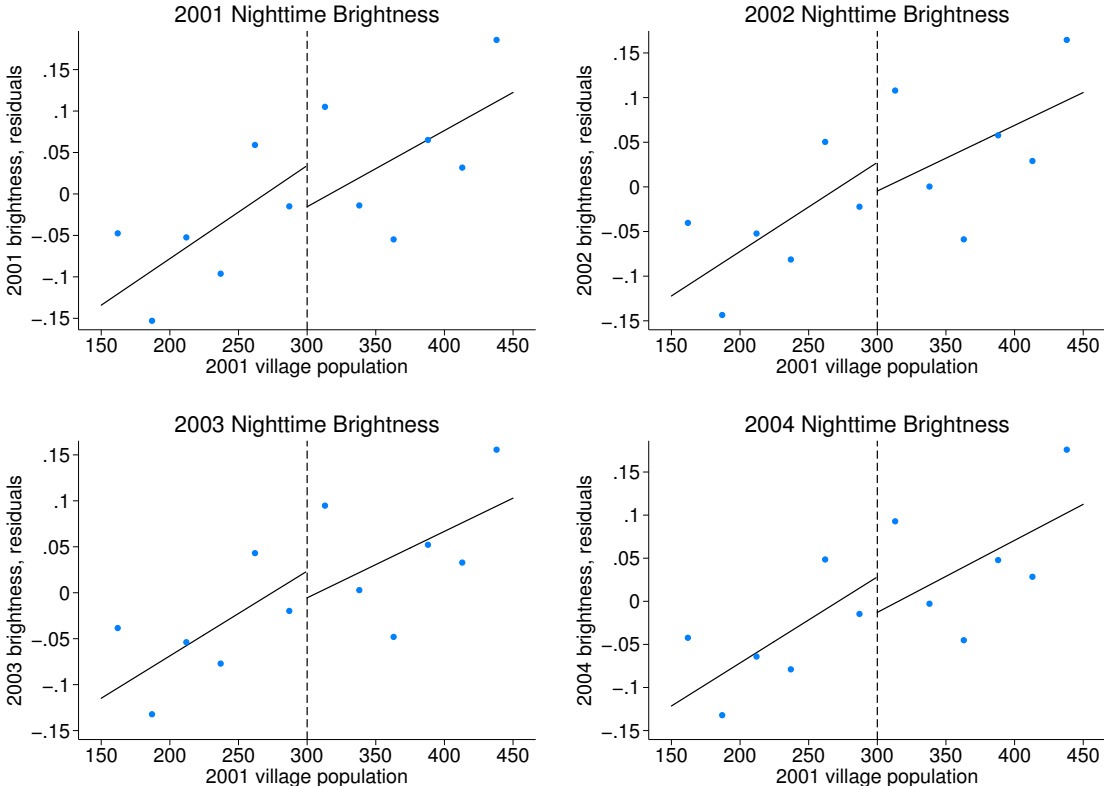 2001 Nighttime Brightness
2001 brightness, residuals
.15
.1
.05
0
−.05
−.1
−.15
150 200 250 300 350 400 450
2001 village population
2002 Nighttime Brightness
2002 brightness, residuals
.15
.1
.05
0
−.05
−.1
−.15
150 200 250 300 350 400 450
2001 village population
2003 Nighttime Brightness
2003 brightness, residuals
.15
.1
.05
0
−.05
−.1
−.15
150 200 250 300 350 400 450
2001 village population
2004 Nighttime Brightness
2004 brightness, residuals
.15
.1
.05
0
−.05
−.1
−.15
150 200 250 300 350 400 450
2001 village population